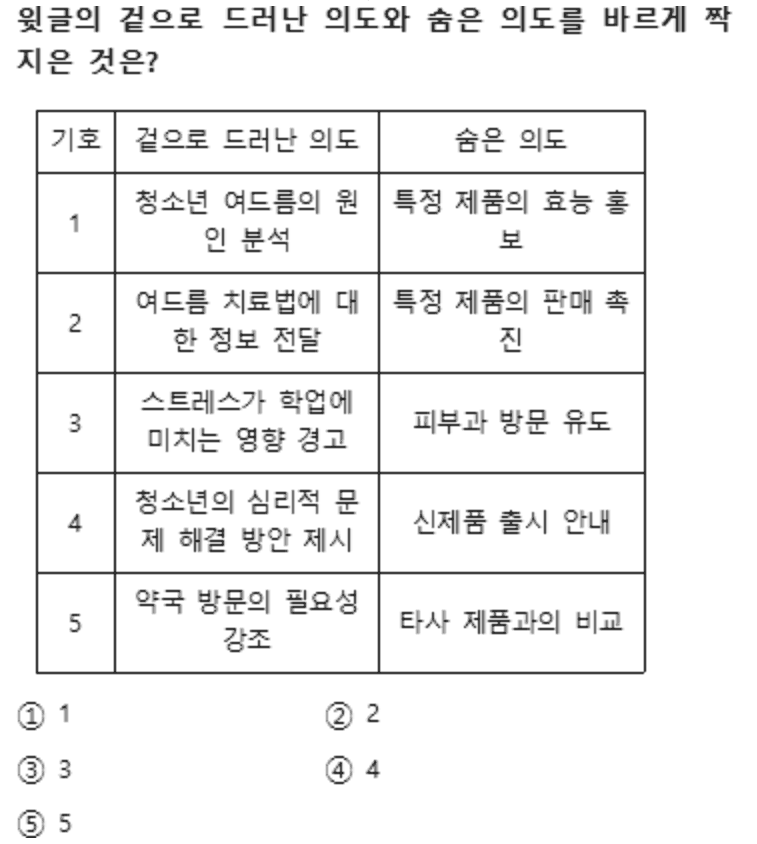 윗글의 겉으로 드러난 의도와 숨은 의도를 바르게 짝
지은 것은?
기호 겉으로 드러난 의도 숨은 의도
1 청소년 여드름의 원인 분석 특정 제품의 효능 홍보
2 여드름 치료법에 대한 정보 전달 특정 제품의 판매 촉진
3 스트레스가 학업에 미치는 영향 경고 피부과 방문 유도
4 청소년의 심리적 문제 해결 방안 제시 신제품 출시 안내
5 약국 방문의 필요성 강조 타사 제품과의 비교
① 1 ② 2
③ 3 ④ 4
⑤ 5